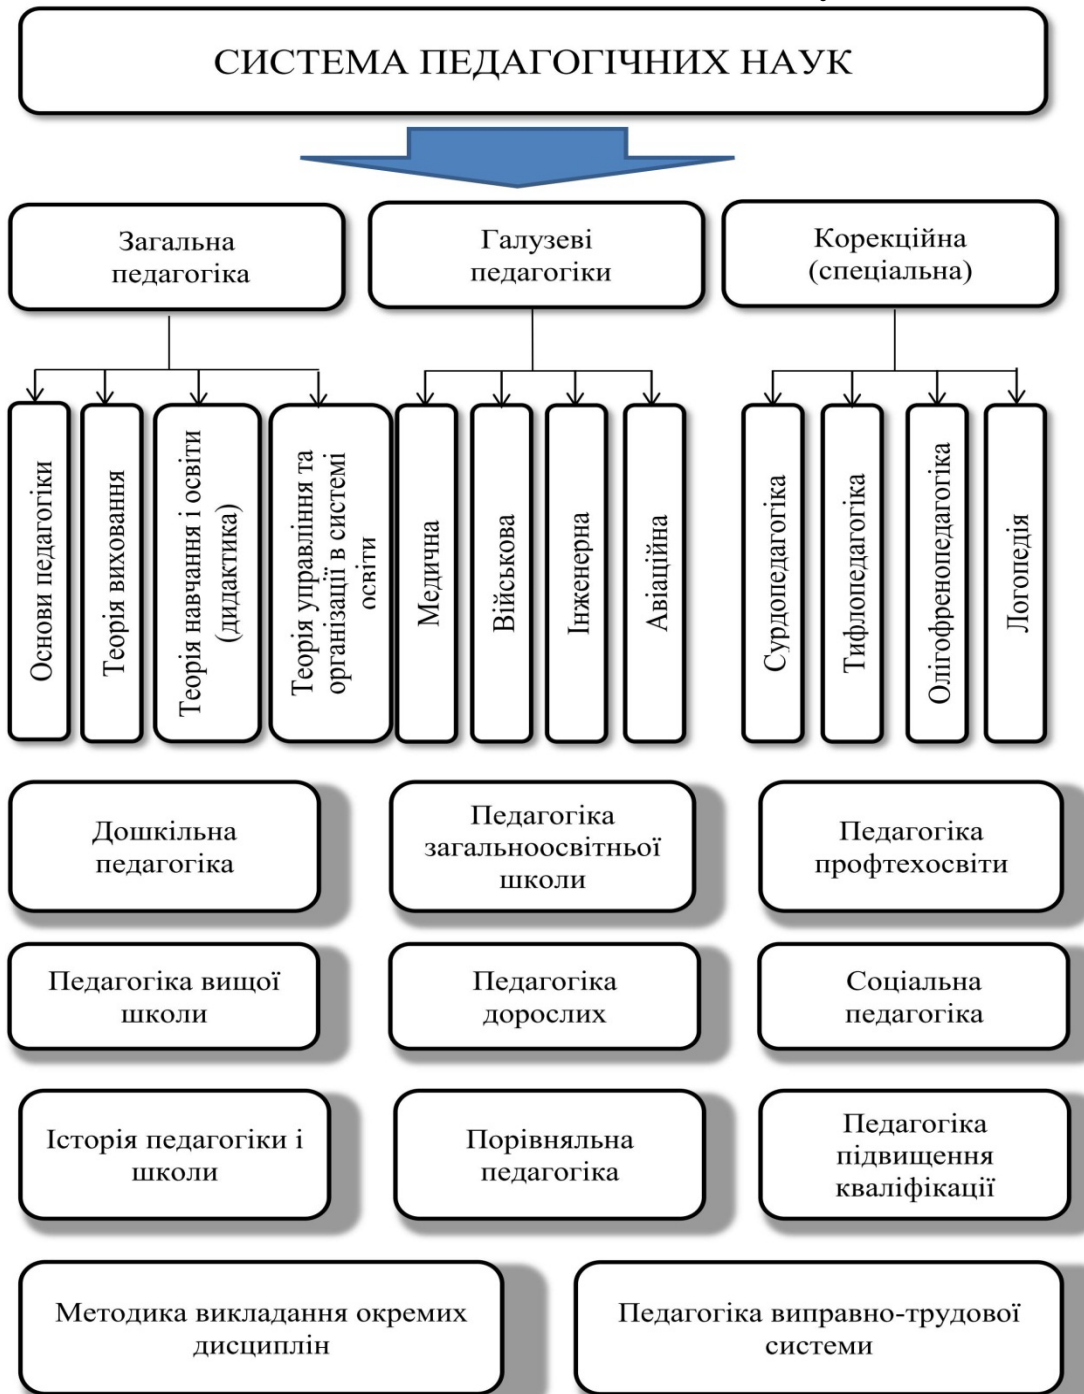 СИСТЕМА ПЕДАГОГІЧНИХ НАУК
Загальна
педагогіка
Галузеві
педагогіки
Корекційна
(спеціальна)
Основи педагогіки
Теорія виховання
Теорія навчання і освіти
(дидактика)
Теорія управління та
організації в системі
освіти
Медична
Військова
Інженерна
Авіаційна
Сурдопедагогіка
Тифлопедагогіка
Олігофренопедагогіка
Логопедія
Дошкільна
педагогіка
Педагогіка
загальноосвітньої
школи
Педагогіка
профтехосвіти
Педагогіка вищої
школи
Педагогіка
дорослих
Соціальна
педагогіка
Історія педагогіки і
школи
Порівняльна
педагогіка
Педагогіка
підвищення
кваліфікації
Методика викладання окремих
дисциплін
Педагогіка виправно-трудової
системи